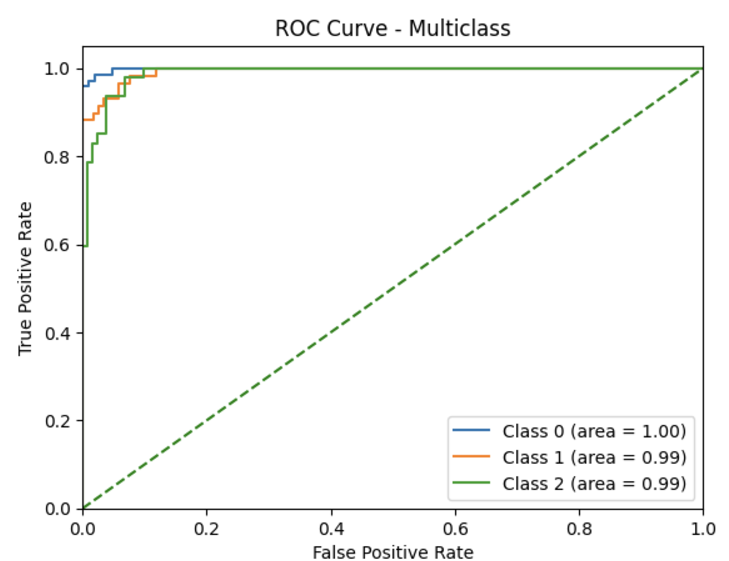 ROC Curve - Multiclass
1.0
0.8
0.6
0.4
0.2
0.0
True Positive Rate
Class 0 (area = 1.00)
Class 1 (area = 0.99)
Class 2 (area = 0.99)
0.0 0.2 0.4 0.6 0.8 1.0
False Positive Rate